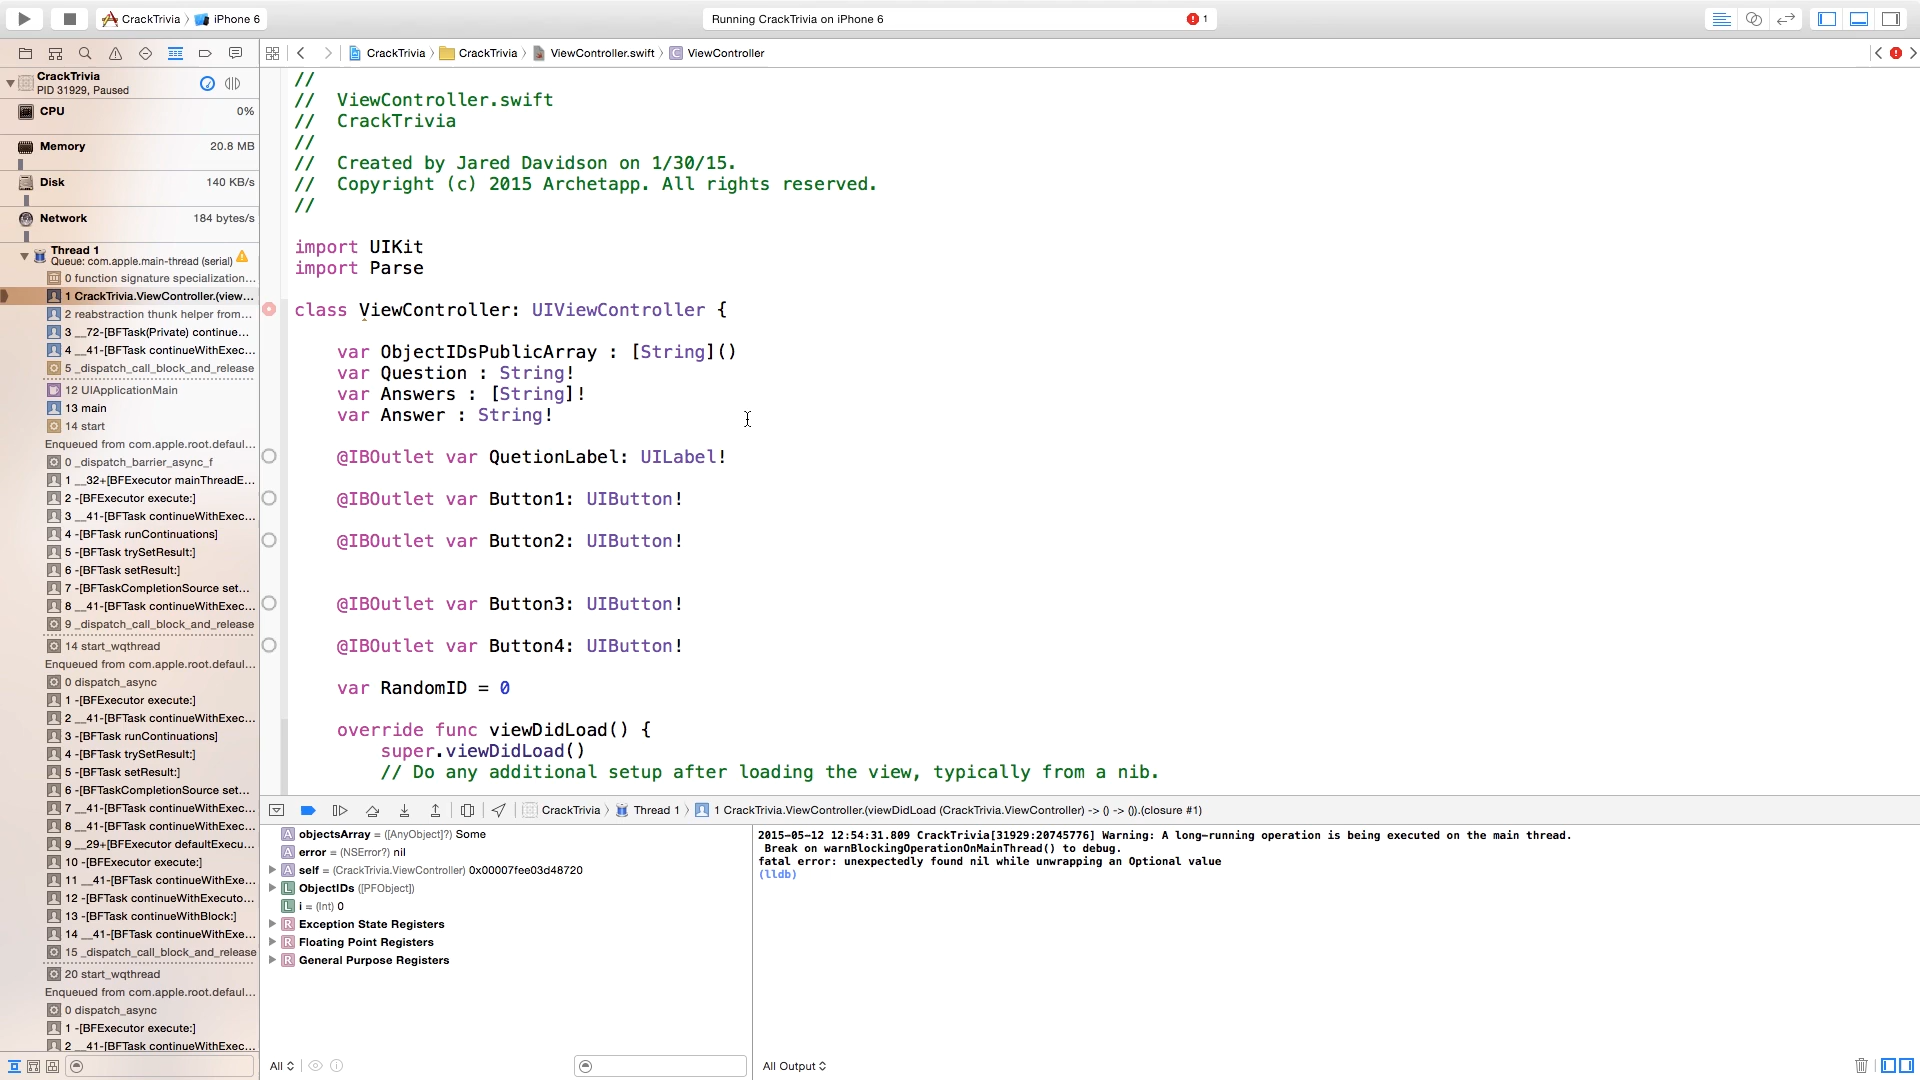 CrackTrivia 〉 iPhone 6
Running CrackTrivia on iPhone 6
1
CrackTrivia 〉 CrackTrivia 〉 ViewController.swift 〉 C ViewController
CrackTrivia
PID 31929, Paused
CPU 0%
Memory 20.8 MB
Disk 140 KB/s
Network 184 bytes/s
Thread 1
Queue: com.apple.main-thread (serial)
0 function signature specialization...
1 CrackTrivia.ViewController.(view...
2 reabstraction thunk helper from...
3 __72-[BFTask(Private) continue...
4 __41-[BFTask continueWithExec...
5 _dispatch_call_block_and_release
12 UIApplicationMain
13 main
14 start
Enqueued from com.apple.root.defaul...
0 _dispatch_barrier_async_f
1 __32+[BFExecutor mainThreadE...
2 -[BFExecutor execute:]
3 __41-[BFTask continueWithExec...
4 -[BFTask runContinuations]
5 -[BFTask trySetResult:]
6 -[BFTask setResult:]
7 -[BFTaskCompletionSource set...
8 __41-[BFTask continueWithExec...
9 _dispatch_call_block_and_release
14 start_wqthread
Enqueued from com.apple.root.defaul...
0 dispatch_async
1 -[BFExecutor execute:]
2 __41-[BFTask continueWithExec...
3 -[BFTask runContinuations]
4 -[BFTask trySetResult:]
5 -[BFTask setResult:]
6 -[BFTaskCompletionSource set...
7 __41-[BFTask continueWithExec...
8 __41-[BFTask continueWithExec...
9 __29+[BFExecutor defaultExecu...
10 -[BFExecutor execute:]
11 __41-[BFTask continueWithExe...
12 -[BFTask continueWithExecuto...
13 -[BFTask continueWithBlock:]
14 __41-[BFTask continueWithExe...
15 _dispatch_call_block_and_release
20 start_wqthread
Enqueued from com.apple.root.defaul...
0 dispatch_async
1 -[BFExecutor execute:]
2 __41-[BFTask continueWithExec...
//
// ViewController.swift
// CrackTrivia
//
// Created by Jared Davidson on 1/30/15.
// Copyright (c) 2015 Archetapp. All rights reserved.
//
import UIKit
import Parse
class ViewController: UIViewController {
var ObjectIDsPublicArray : [String]()
var Question : String!
var Answers : [String]!
var Answer : String!
@IBOutlet var QuetionLabel: UILabel!
@IBOutlet var Button1: UIButton!
@IBOutlet var Button2: UIButton!
@IBOutlet var Button3: UIButton!
@IBOutlet var Button4: UIButton!
var RandomID = 0
override func viewDidLoad() {
super.viewDidLoad()
// Do any additional setup after loading the view, typically from a nib.
CrackTrivia 〉 Thread 1 〉 1 CrackTrivia.ViewController.(viewDidLoad (CrackTrivia.ViewController) -> () -> ()).(closure #1)
A objectsArray = ([AnyObject]?) Some
A error = (NSError?) nil
A self = (CrackTrivia.ViewController) 0x00007fee03d48720
L ObjectIDs ([PFObject])
L i = (Int) 0
R Exception State Registers
R Floating Point Registers
R General Purpose Registers
2015-05-12 12:54:31.809 CrackTrivia[31929:20745776] Warning: A long-running operation is being executed on the main thread.
Break on warnBlockingOperationOnMainThread() to debug.
fatal error: unexpectedly found nil while unwrapping an Optional value
(lldb)
All
All Output